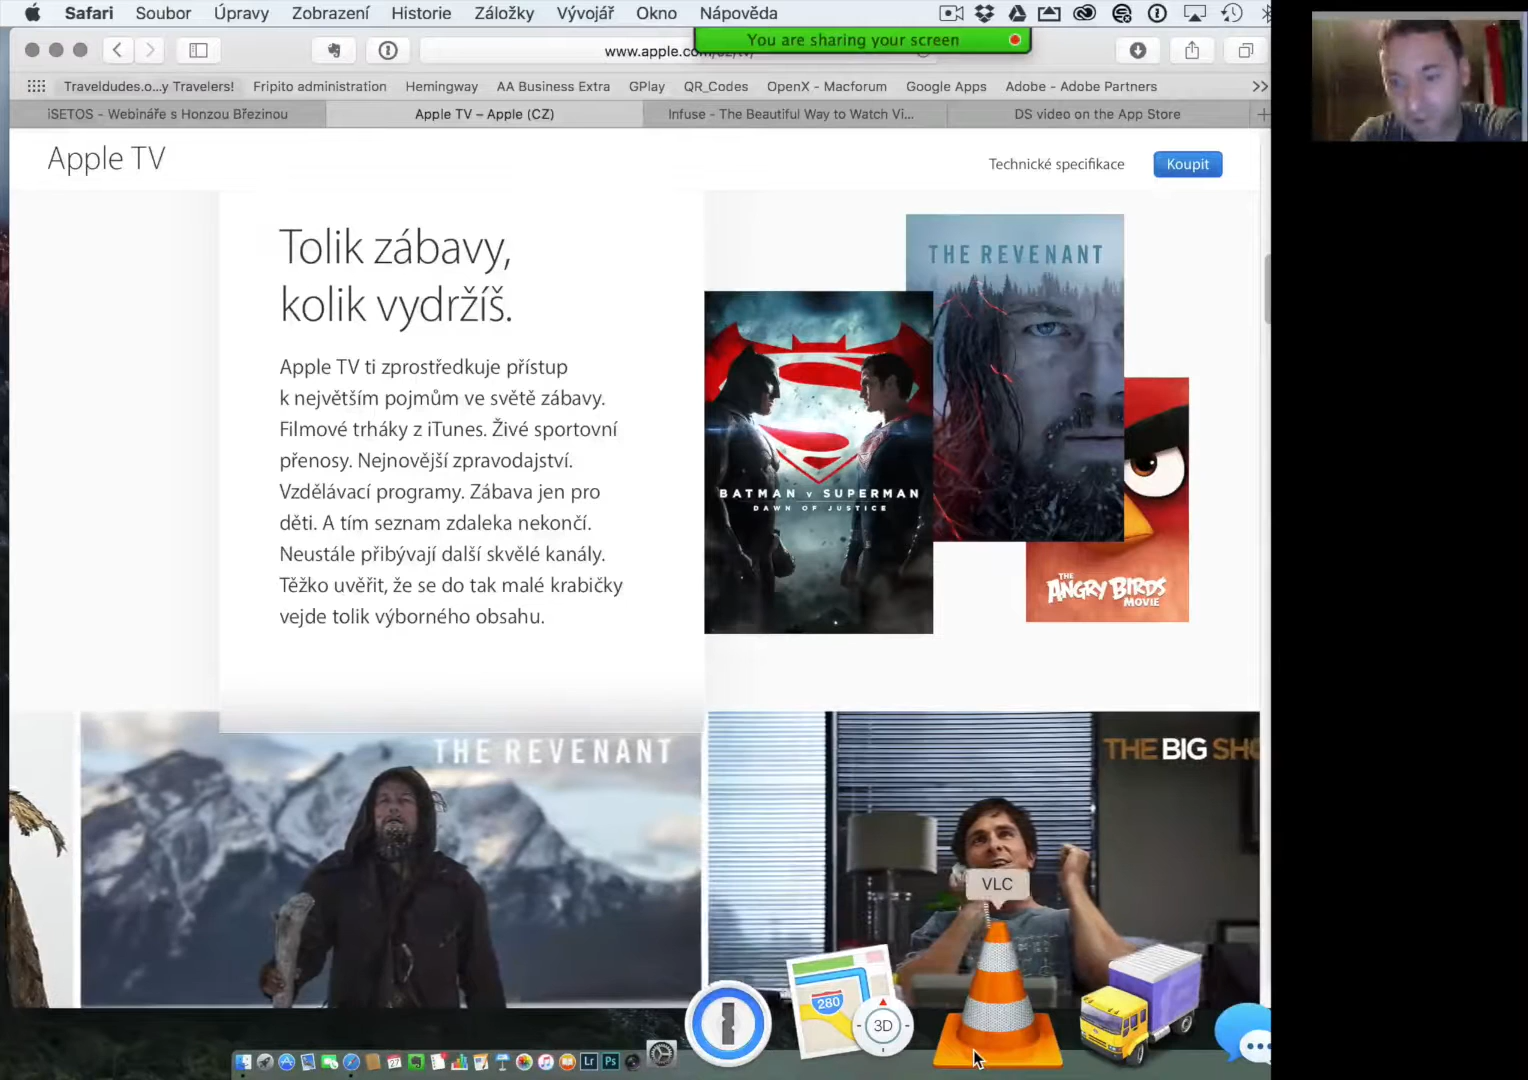 Safari Soubor Úpravy Zobrazení Historie Záložky Vývojář Okno Nápověda
You are sharing your screen
Traveldudes.o...y Travelers! Fripito administration Hemingway AA Business Extra GPlay QR_Codes OpenX - Macforum Google Apps Adobe - Adobe Partners
iSETOS - Webináře s Honzou Březinou Apple TV – Apple (CZ) Infuse - The Beautiful Way to Watch Vi... DS video on the App Store
Apple TV
Technické specifikace
Koupit
Tolik zábavy,
kolik vydržíš.
Apple TV ti zprostředkuje přístup
k největším pojmům ve světě zábavy.
Filmové trháky z iTunes. Živé sportovní
přenosy. Nejnovější zpravodajství.
Vzdělávací programy. Zábava jen pro
děti. A tím seznam zdaleka nekončí.
Neustále přibývají další skvělé kanály.
Těžko uvěřit, že se do tak malé krabičky
vejde tolik výborného obsahu.
THE REVENANT
BATMAN v SUPERMAN
DAWN OF JUSTICE
THE
ANGRY BIRDS
MOVIE
THE REVENANT
THE BIG SHO
VLC
280
3D
Lr
Ps